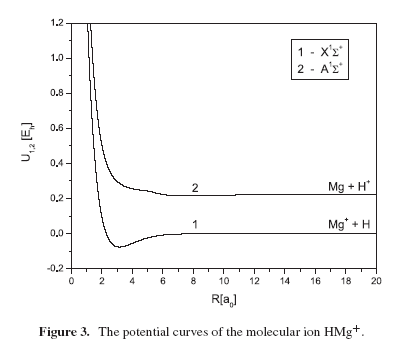 1,2
1,0
0,8
0,6
0,4
0,2
0,0
-0,2
U1,2 [Eh]
1 - X¹Σ⁺
2 - A¹Σ⁺
2
Mg + H⁺
1
Mg⁺ + H
0 2 4 6 8 10 12 14 16 18 20
R[a0]
Figure 3. The potential curves of the molecular ion HMg⁺.